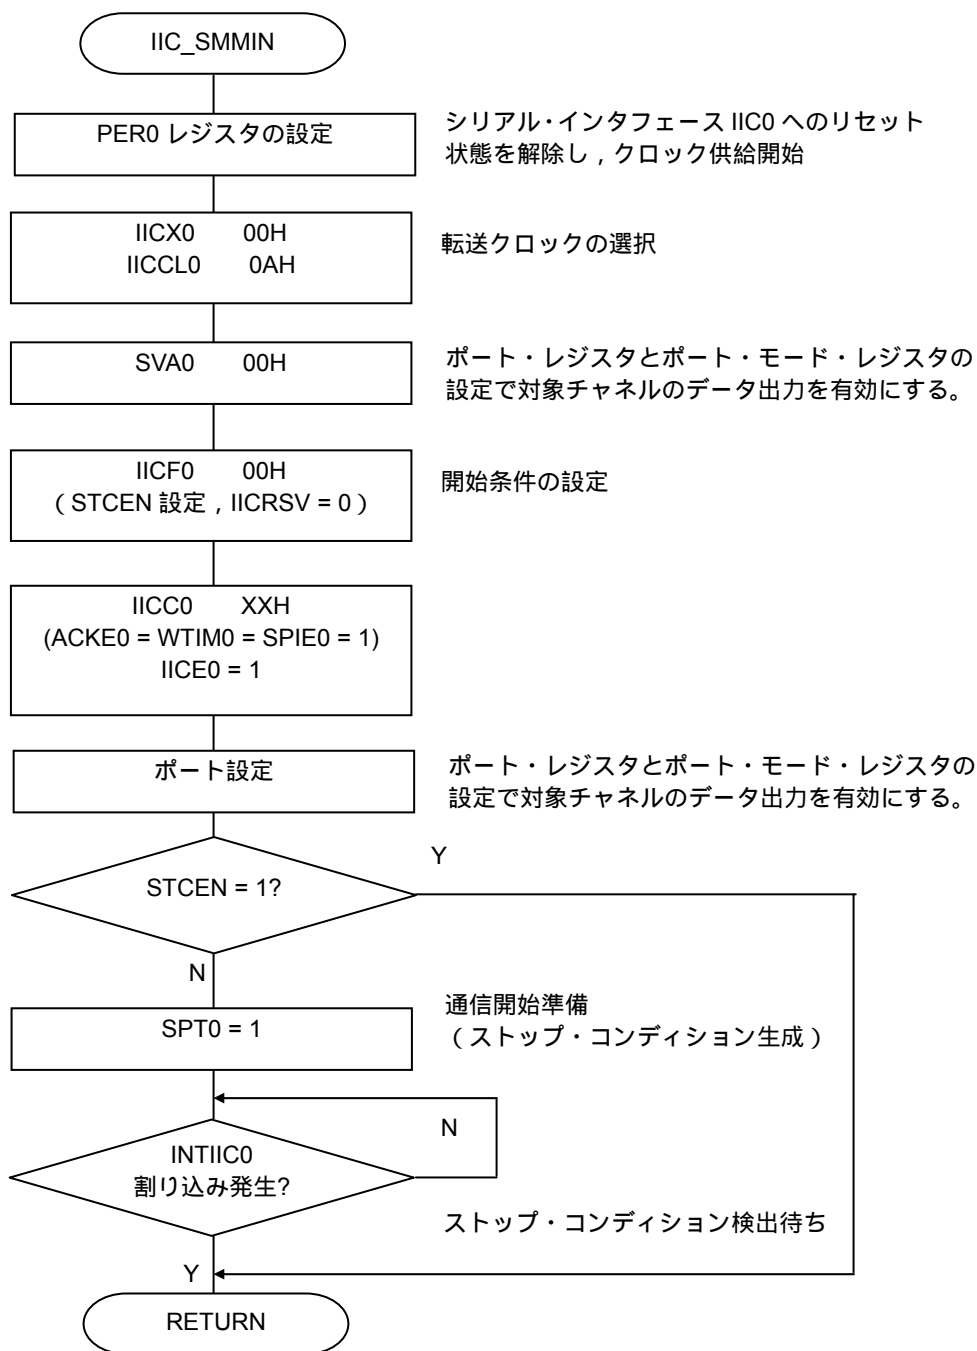 IIC_SMMIN
PER0 レジスタの設定
シリアル・インタフェース IIC0 へのリセット
状態を解除し，クロック供給開始
IICX0 00H
IICCL0 0AH
転送クロックの選択
SVA0 00H
ポート・レジスタとポート・モード・レジスタの
設定で対象チャネルのデータ出力を有効にする。
IICF0 00H
（STCEN 設定，IICRSV = 0）
開始条件の設定
IICC0 XXH
(ACKE0 = WTIM0 = SPIE0 = 1)
IICE0 = 1
ポート設定
ポート・レジスタとポート・モード・レジスタの
設定で対象チャネルのデータ出力を有効にする。
Y
STCEN = 1?
N
SPT0 = 1
通信開始準備
（ストップ・コンディション生成）
N
INTIIC0
割り込み発生?
ストップ・コンディション検出待ち
Y
RETURN